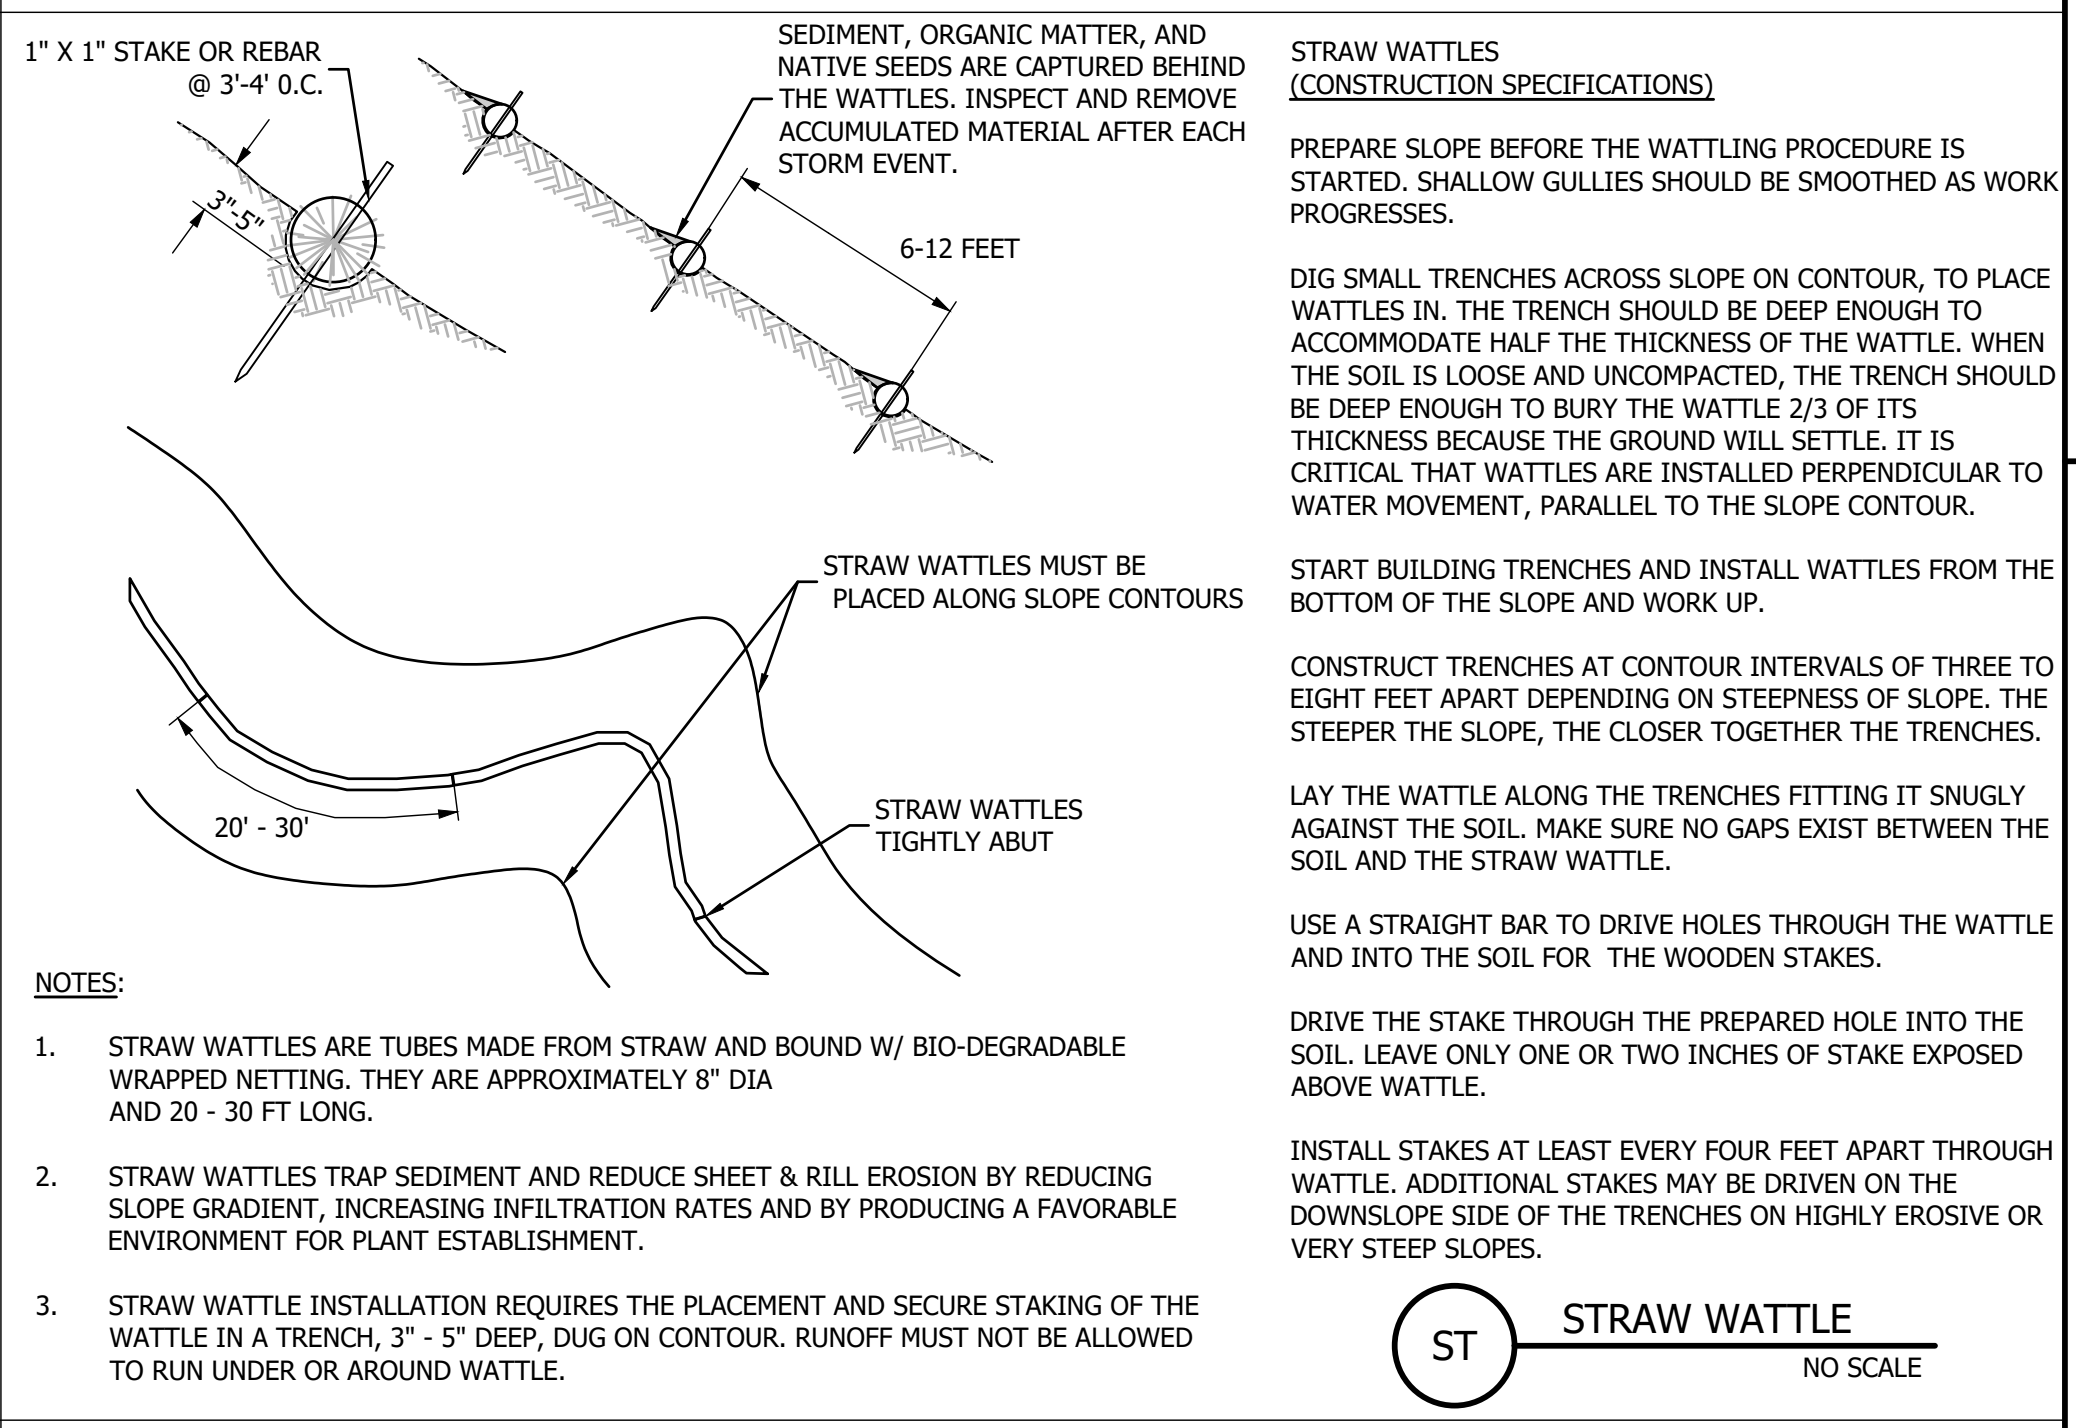 1" X 1" STAKE OR REBAR
@ 3'-4' O.C.
3"-5"
SEDIMENT, ORGANIC MATTER, AND
NATIVE SEEDS ARE CAPTURED BEHIND
THE WATTLES. INSPECT AND REMOVE
ACCUMULATED MATERIAL AFTER EACH
STORM EVENT.
6-12 FEET
STRAW WATTLES MUST BE
PLACED ALONG SLOPE CONTOURS
20' - 30'
STRAW WATTLES
TIGHTLY ABUT
NOTES:
1. STRAW WATTLES ARE TUBES MADE FROM STRAW AND BOUND W/ BIO-DEGRADABLE
WRAPPED NETTING. THEY ARE APPROXIMATELY 8" DIA
AND 20 - 30 FT LONG.
2. STRAW WATTLES TRAP SEDIMENT AND REDUCE SHEET & RILL EROSION BY REDUCING
SLOPE GRADIENT, INCREASING INFILTRATION RATES AND BY PRODUCING A FAVORABLE
ENVIRONMENT FOR PLANT ESTABLISHMENT.
3. STRAW WATTLE INSTALLATION REQUIRES THE PLACEMENT AND SECURE STAKING OF THE
WATTLE IN A TRENCH, 3" - 5" DEEP, DUG ON CONTOUR. RUNOFF MUST NOT BE ALLOWED
TO RUN UNDER OR AROUND WATTLE.
STRAW WATTLES
(CONSTRUCTION SPECIFICATIONS)
PREPARE SLOPE BEFORE THE WATTLING PROCEDURE IS
STARTED. SHALLOW GULLIES SHOULD BE SMOOTHED AS WORK
PROGRESSES.
DIG SMALL TRENCHES ACROSS SLOPE ON CONTOUR, TO PLACE
WATTLES IN. THE TRENCH SHOULD BE DEEP ENOUGH TO
ACCOMMODATE HALF THE THICKNESS OF THE WATTLE. WHEN
THE SOIL IS LOOSE AND UNCOMPACTED, THE TRENCH SHOULD
BE DEEP ENOUGH TO BURY THE WATTLE 2/3 OF ITS
THICKNESS BECAUSE THE GROUND WILL SETTLE. IT IS
CRITICAL THAT WATTLES ARE INSTALLED PERPENDICULAR TO
WATER MOVEMENT, PARALLEL TO THE SLOPE CONTOUR.
START BUILDING TRENCHES AND INSTALL WATTLES FROM THE
BOTTOM OF THE SLOPE AND WORK UP.
CONSTRUCT TRENCHES AT CONTOUR INTERVALS OF THREE TO
EIGHT FEET APART DEPENDING ON STEEPNESS OF SLOPE. THE
STEEPER THE SLOPE, THE CLOSER TOGETHER THE TRENCHES.
LAY THE WATTLE ALONG THE TRENCHES FITTING IT SNUGLY
AGAINST THE SOIL. MAKE SURE NO GAPS EXIST BETWEEN THE
SOIL AND THE STRAW WATTLE.
USE A STRAIGHT BAR TO DRIVE HOLES THROUGH THE WATTLE
AND INTO THE SOIL FOR THE WOODEN STAKES.
DRIVE THE STAKE THROUGH THE PREPARED HOLE INTO THE
SOIL. LEAVE ONLY ONE OR TWO INCHES OF STAKE EXPOSED
ABOVE WATTLE.
INSTALL STAKES AT LEAST EVERY FOUR FEET APART THROUGH
WATTLE. ADDITIONAL STAKES MAY BE DRIVEN ON THE
DOWNSLOPE SIDE OF THE TRENCHES ON HIGHLY EROSIVE OR
VERY STEEP SLOPES.
ST
STRAW WATTLE
NO SCALE